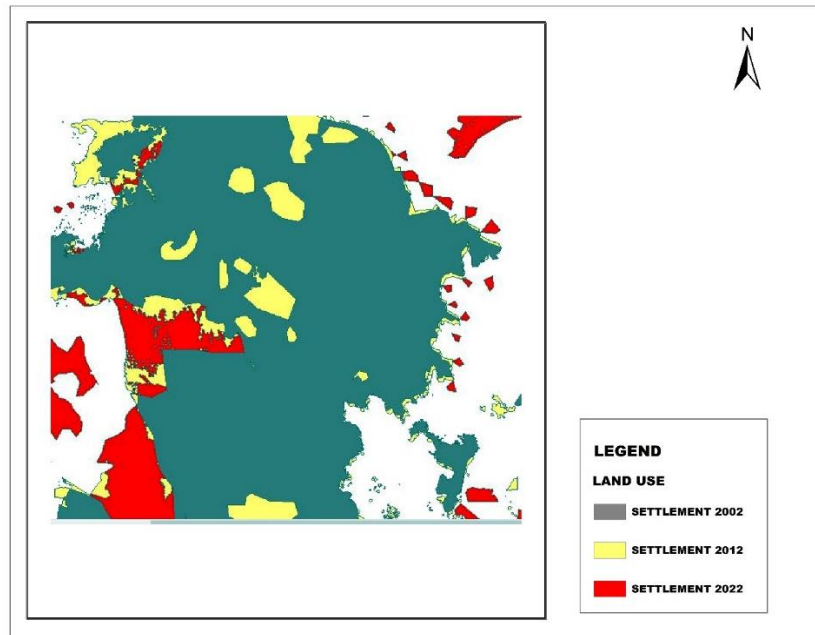 N
LEGEND
LAND USE
SETTLEMENT 2002
SETTLEMENT 2012
SETTLEMENT 2022